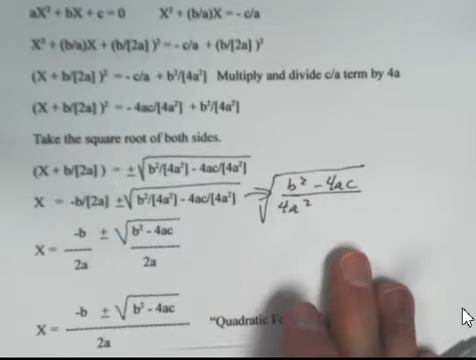 aX² + bX + c = 0 X² + (b/a)X = - c/a
X² + (b/a)X + (b/[2a] )² = - c/a + (b/[2a] )²
(X + b/[2a] )² = - c/a + b²/[4a²] Multiply and divide c/a term by 4a
(X + b/[2a] )² = - 4ac/[4a²] + b²/[4a²]
Take the square root of both sides.
(X + b/[2a] ) = ±√b²/[4a²] - 4ac/[4a²]
X = -b/[2a] ±√b²/[4a²] - 4ac/[4a²] → √b² - 4ac / 4a²
X = -b / 2a ± √b² - 4ac / 2a
X = -b ± √b² - 4ac / 2a "Quadratic